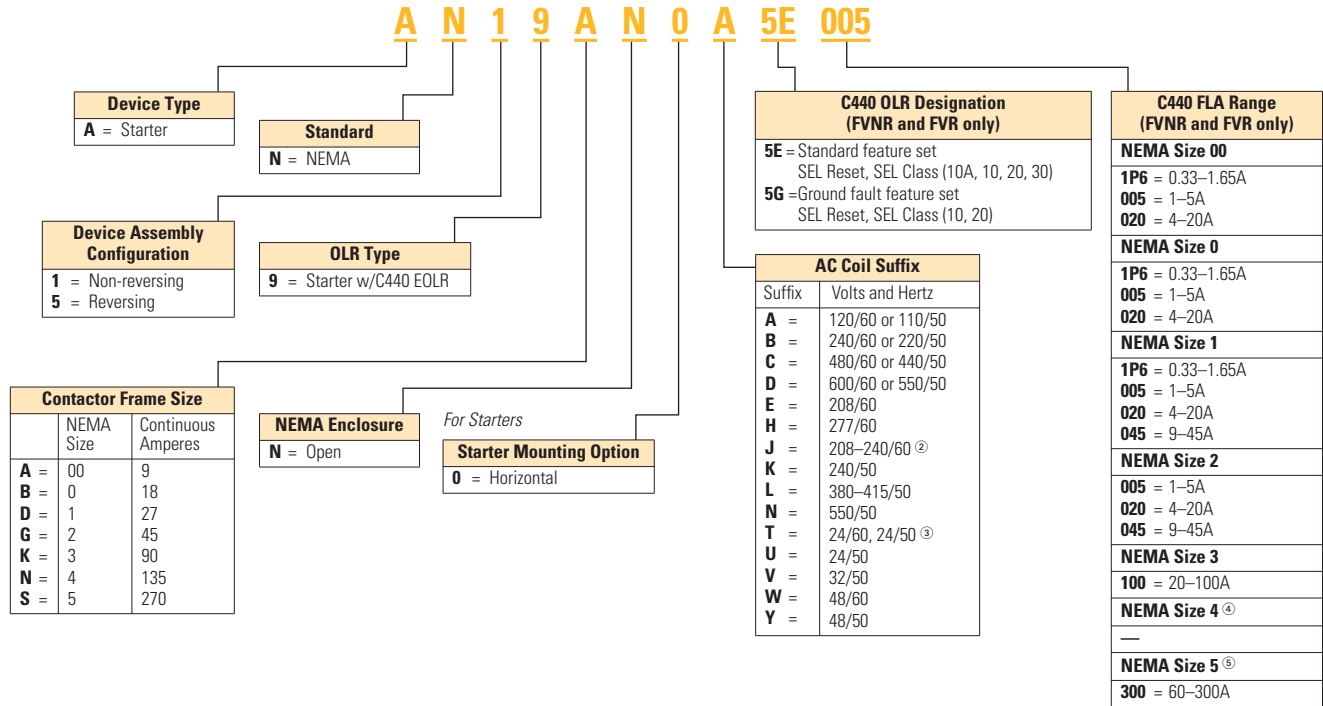 A N 1 9 A N 0 A 5E 005
Device Type
A = Starter
Standard
N = NEMA
Device Assembly
Configuration
1 = Non-reversing
5 = Reversing
OLR Type
9 = Starter w/C440 EOLR
Contactor Frame Size
NEMA Size Continuous Amperes
A = 00 9
B = 0 18
D = 1 27
G = 2 45
K = 3 90
N = 4 135
S = 5 270
NEMA Enclosure
N = Open
For Starters
Starter Mounting Option
0 = Horizontal
C440 OLR Designation
(FVNR and FVR only)
5E = Standard feature set
SEL Reset, SEL Class (10A, 10, 20, 30)
5G =Ground fault feature set
SEL Reset, SEL Class (10, 20)
AC Coil Suffix
Suffix Volts and Hertz
A = 120/60 or 110/50
B = 240/60 or 220/50
C = 480/60 or 440/50
D = 600/60 or 550/50
E = 208/60
H = 277/60
J = 208–240/60 ②
K = 240/50
L = 380–415/50
N = 550/50
T = 24/60, 24/50 ③
U = 24/50
V = 32/50
W = 48/60
Y = 48/50
C440 FLA Range
(FVNR and FVR only)
NEMA Size 00
1P6 = 0.33–1.65A
005 = 1–5A
020 = 4–20A
NEMA Size 0
1P6 = 0.33–1.65A
005 = 1–5A
020 = 4–20A
NEMA Size 1
1P6 = 0.33–1.65A
005 = 1–5A
020 = 4–20A
045 = 9–45A
NEMA Size 2
005 = 1–5A
020 = 4–20A
045 = 9–45A
NEMA Size 3
100 = 20–100A
NEMA Size 4 ④
—
NEMA Size 5 ⑤
300 = 60–300A